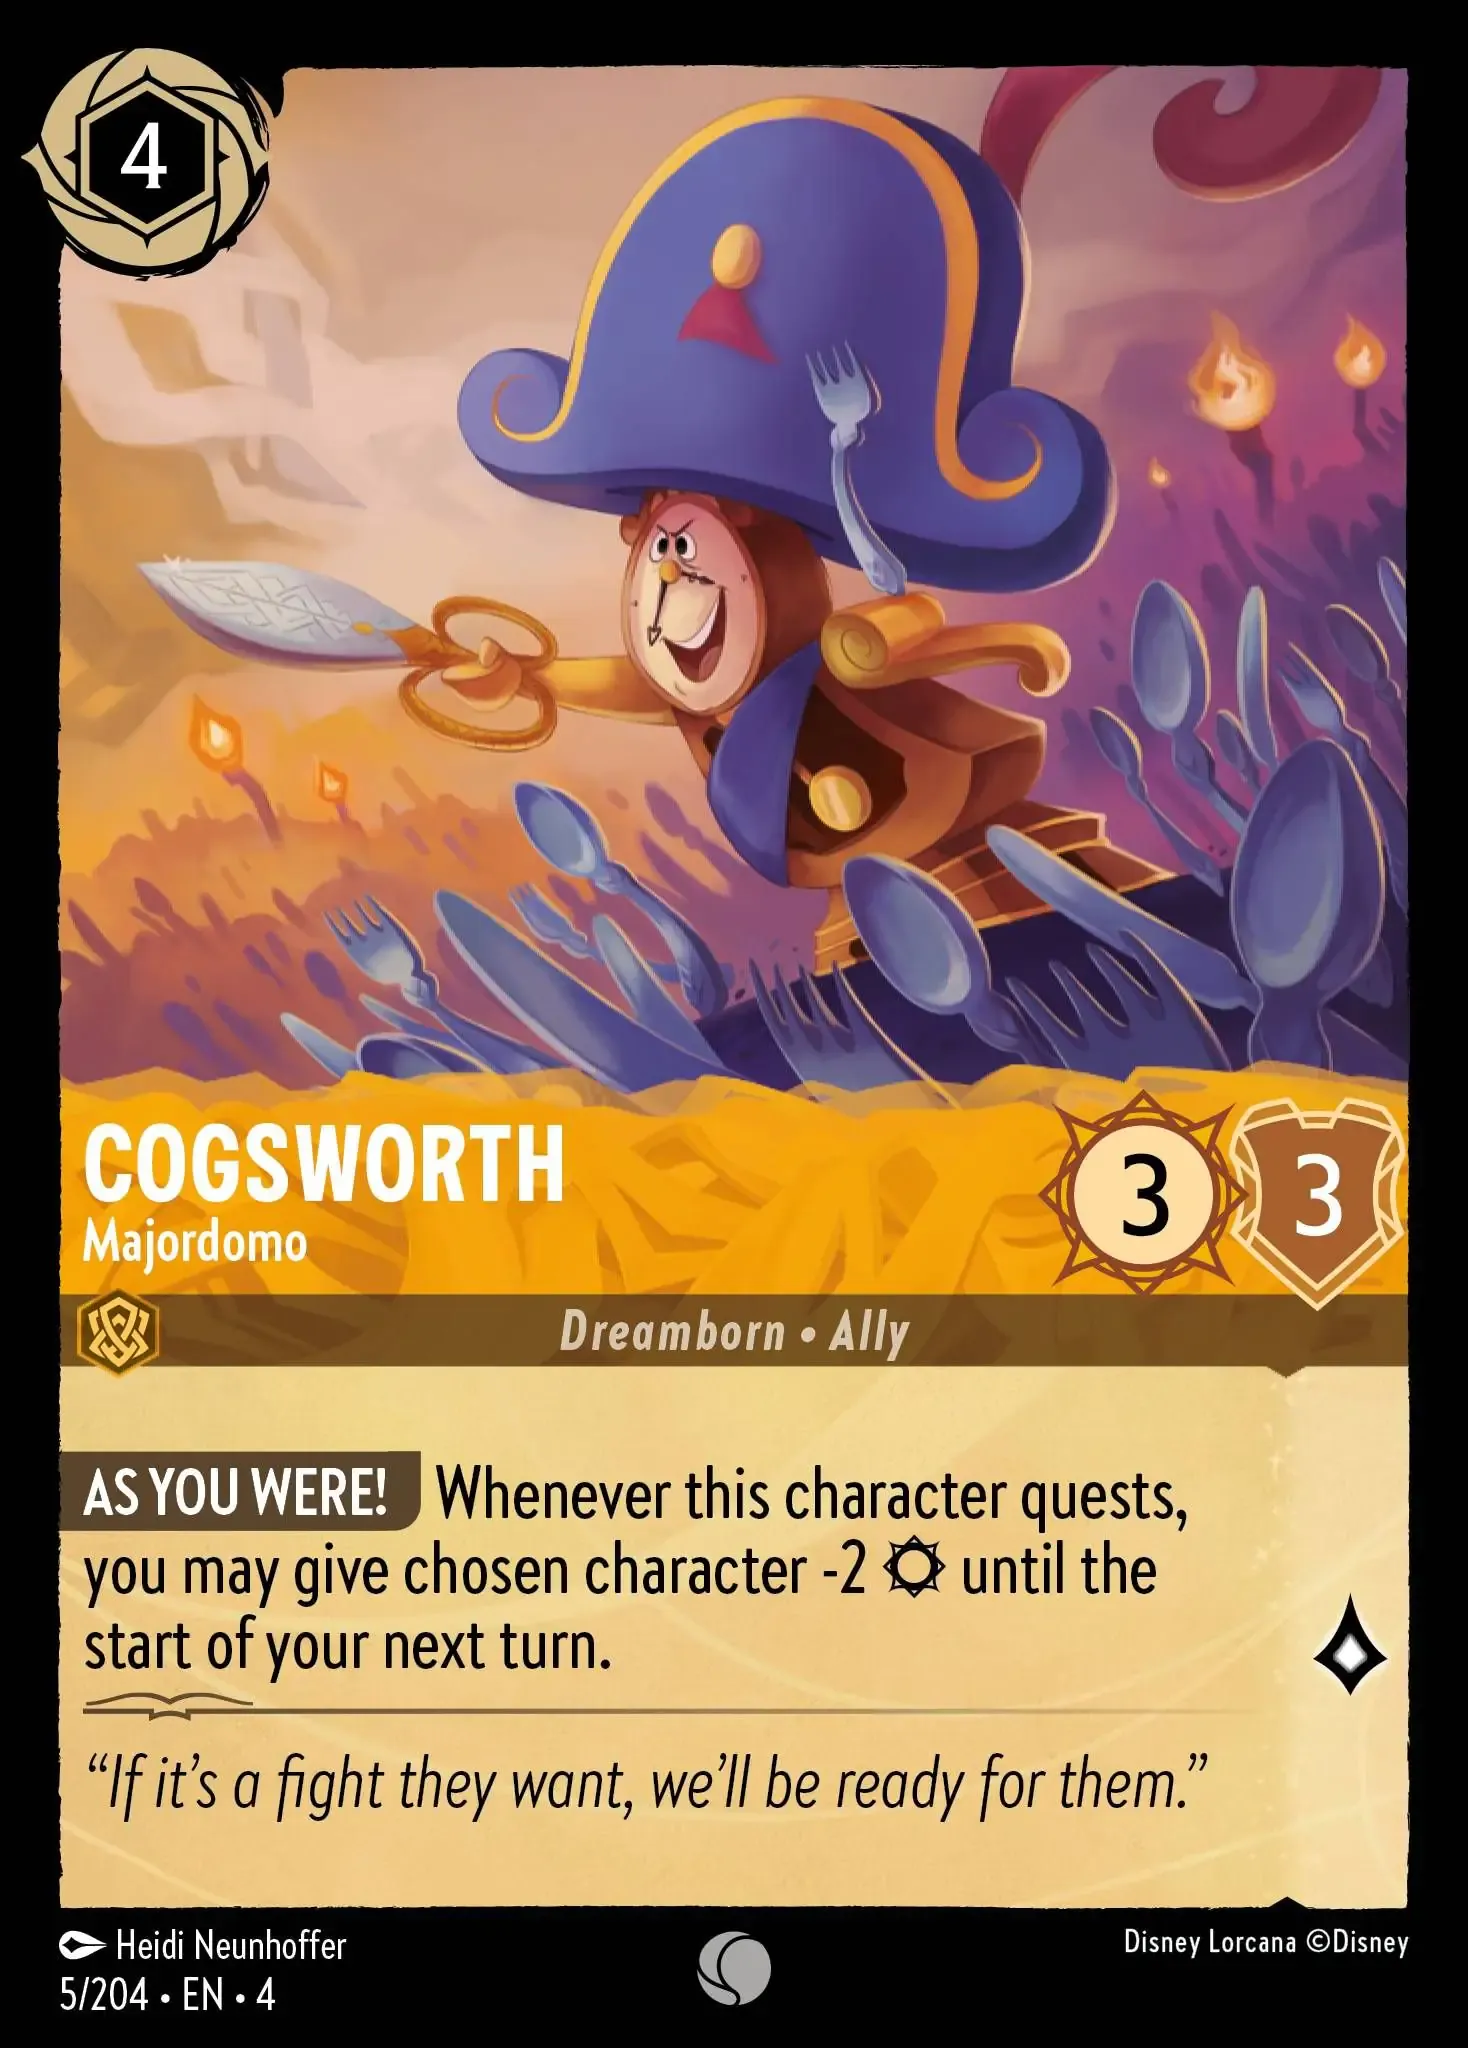 4
COGSWORTH
Majordomo
3
3
Dreamborn • Ally
AS YOU WERE! Whenever this character quests,
you may give chosen character -2 until the
start of your next turn.
“If it’s a fight they want, we’ll be ready for them.”
Heidi Neunhoffer
Disney Lorcana ©Disney
5/204 • EN • 4